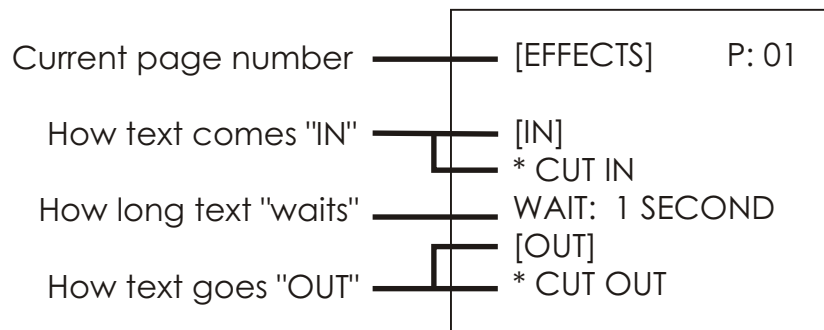 Current page number [EFFECTS] P: 01
How text comes "IN" [IN]
* CUT IN
How long text "waits" WAIT: 1 SECOND
[OUT]
How text goes "OUT" * CUT OUT